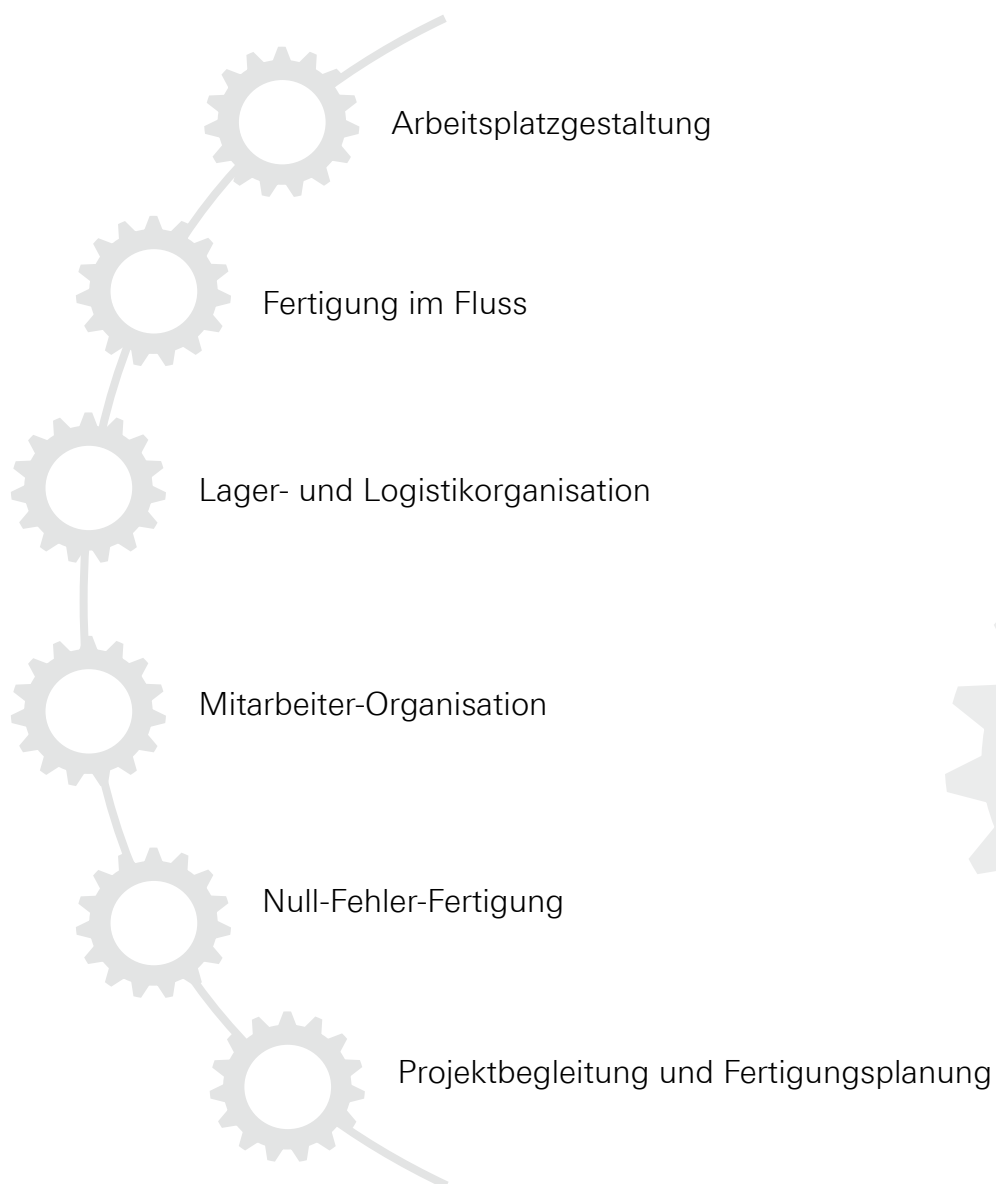 Arbeitsplatzgestaltung
Fertigung im Fluss
Lager- und Logistikorganisation
Mitarbeiter-Organisation
Null-Fehler-Fertigung
Projektbegleitung und Fertigungsplanung